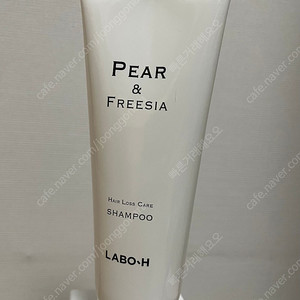 PEAR
&
FREESIA
HAIR LOSS CARE
SHAMPOO
LABO-H